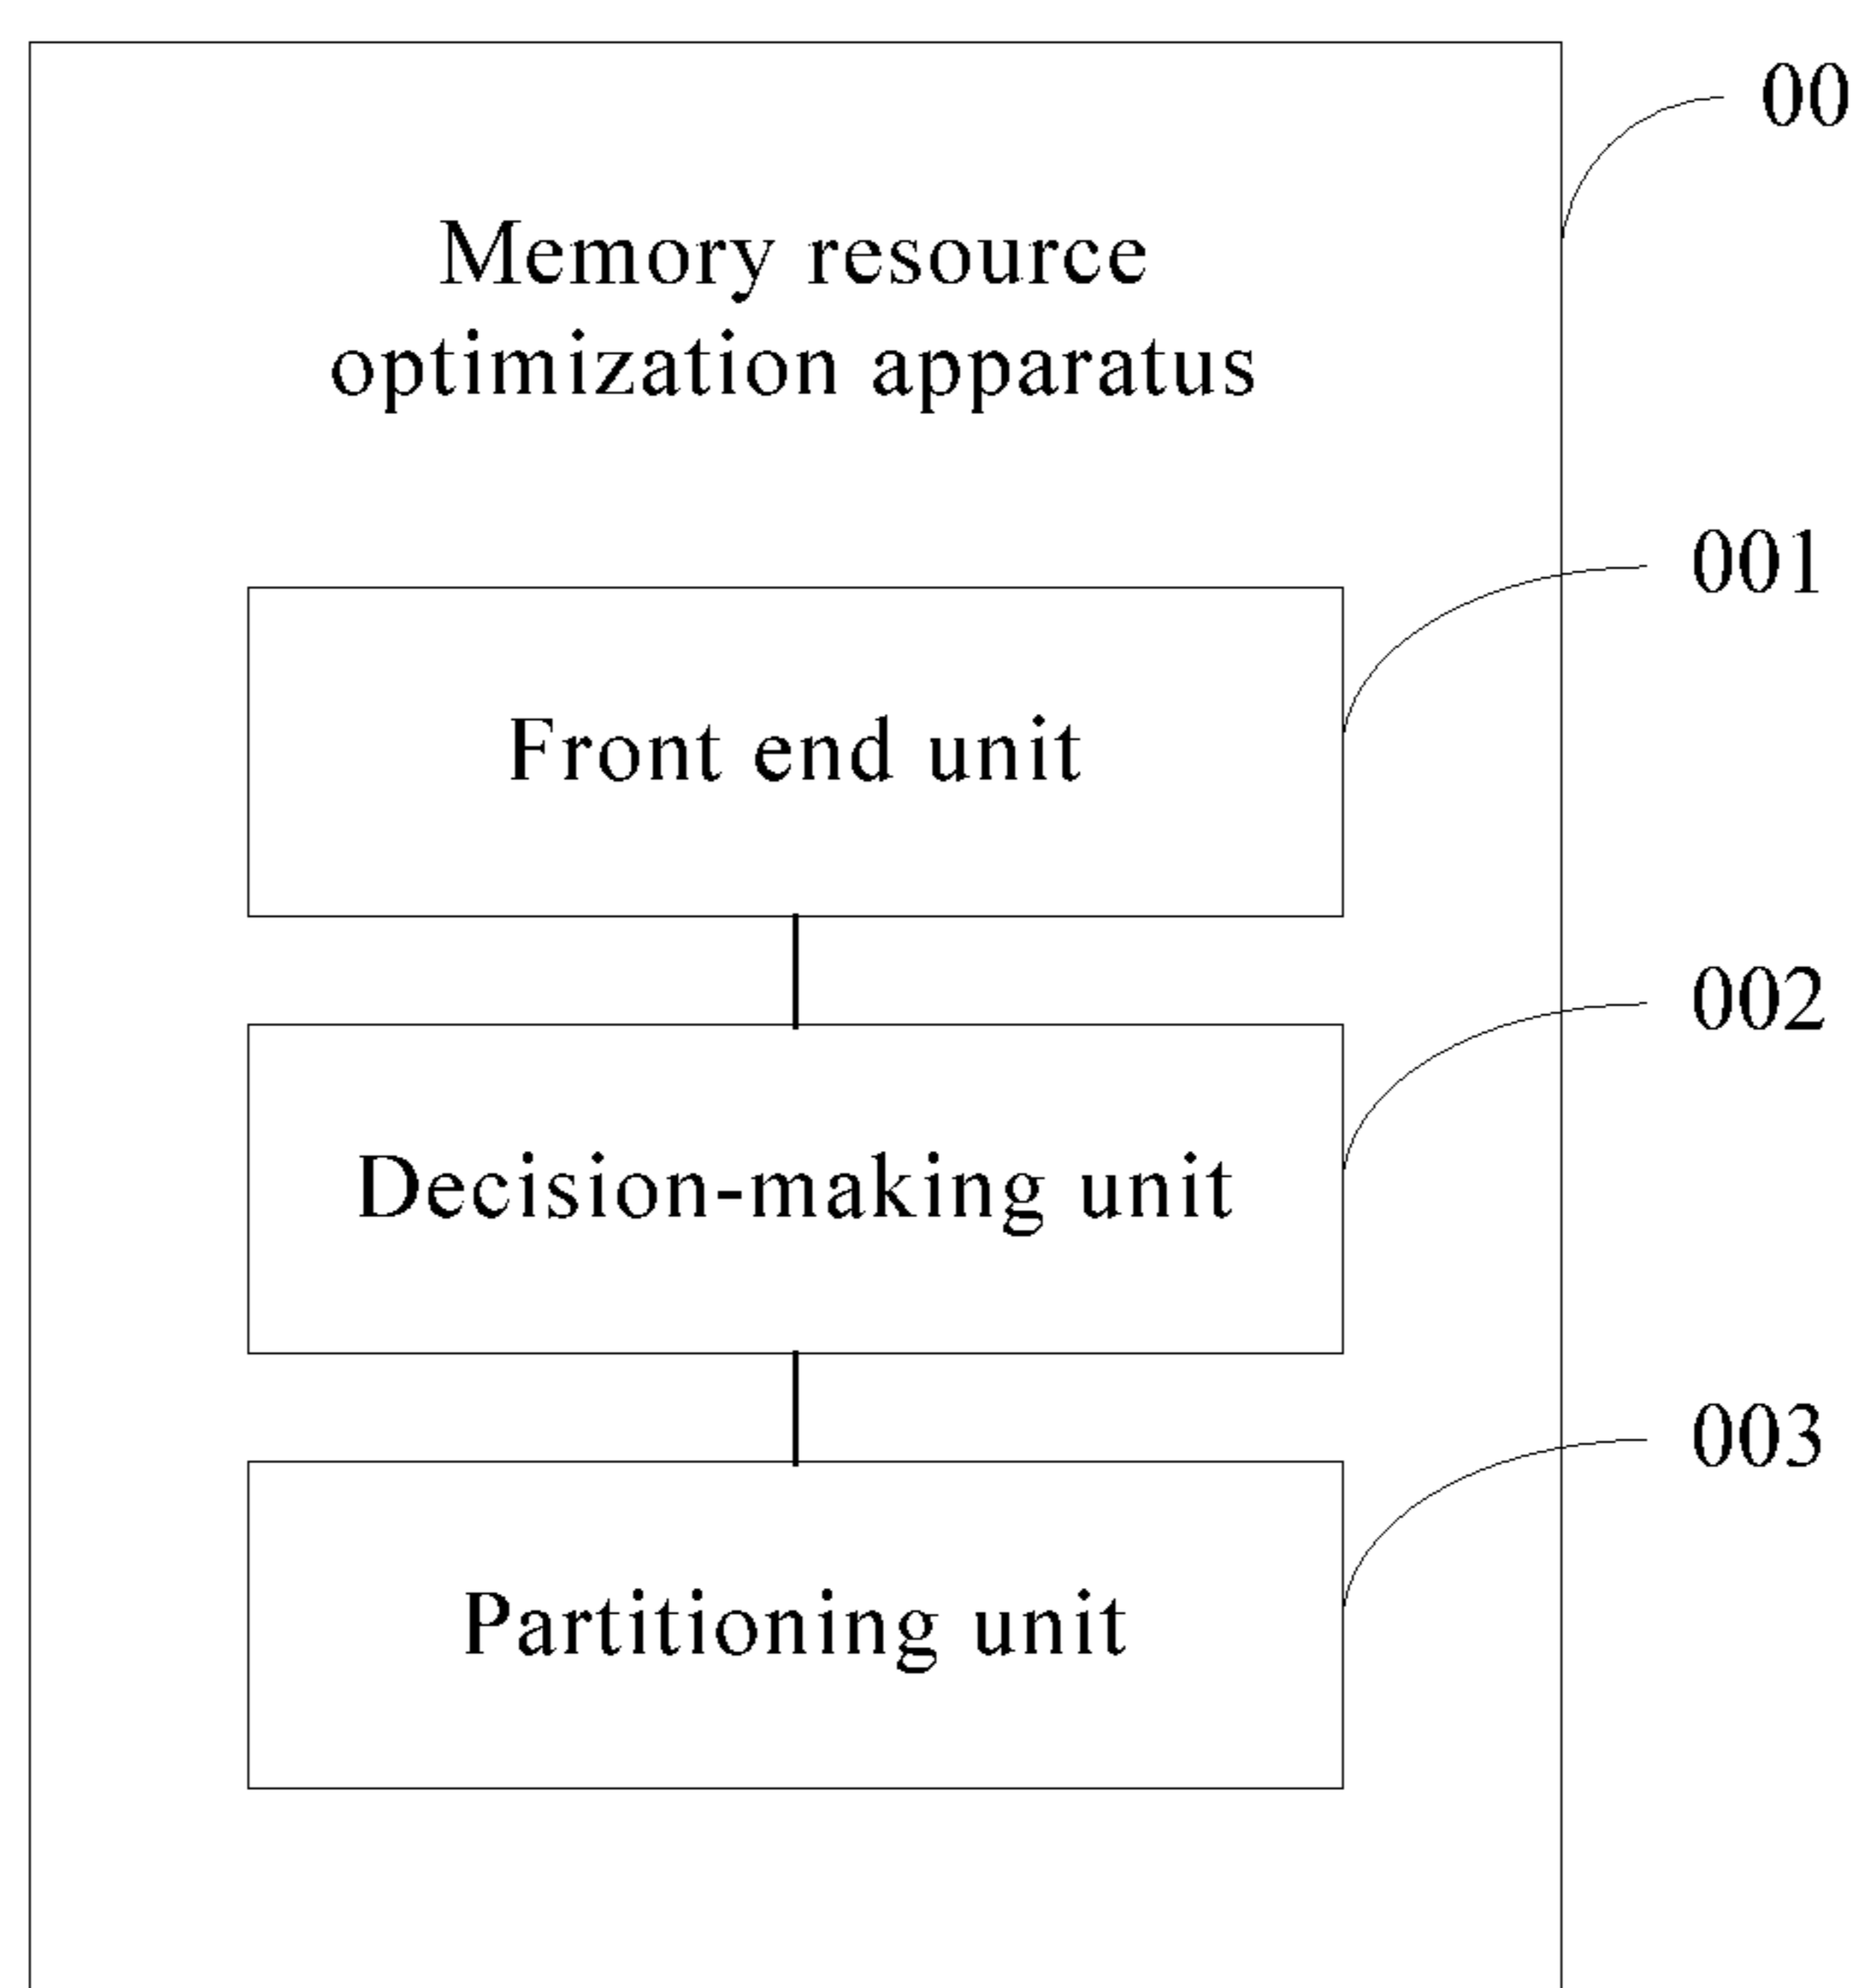 00
Memory resource
optimization apparatus
001
Front end unit
002
Decision-making unit
003
Partitioning unit